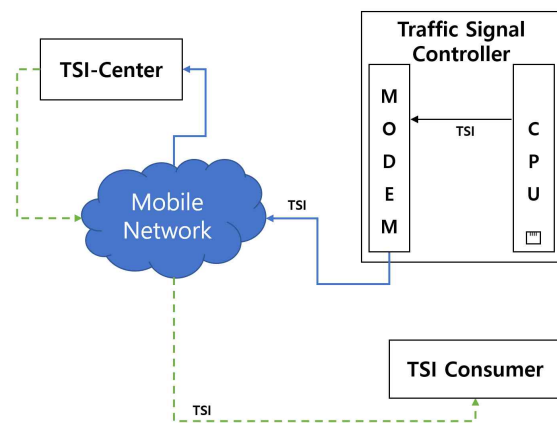 Traffic Signal
Controller
TSI-Center
M
O
D
E
M
TSI
C
P
U
Mobile
Network
TSI
TSI Consumer
TSI